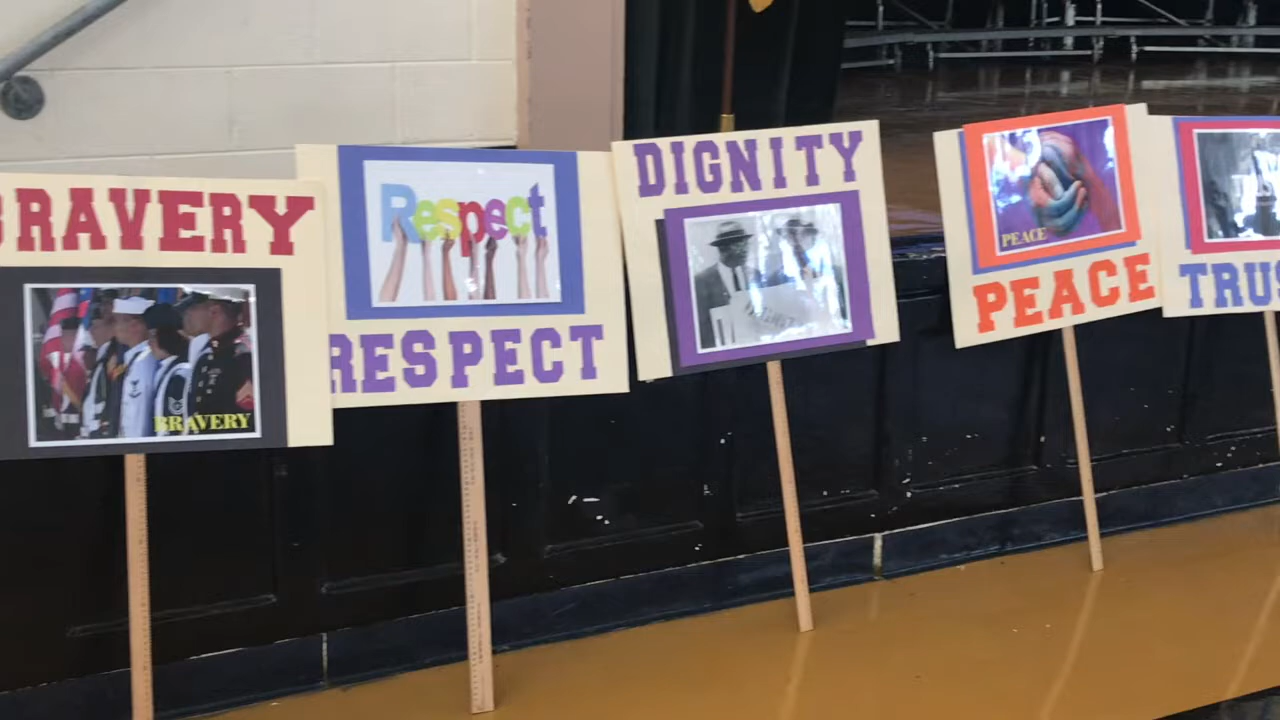 BRAVERY
BRAVERY
Respect
RESPECT
DIGNITY
PEACE
PEACE
TRUS